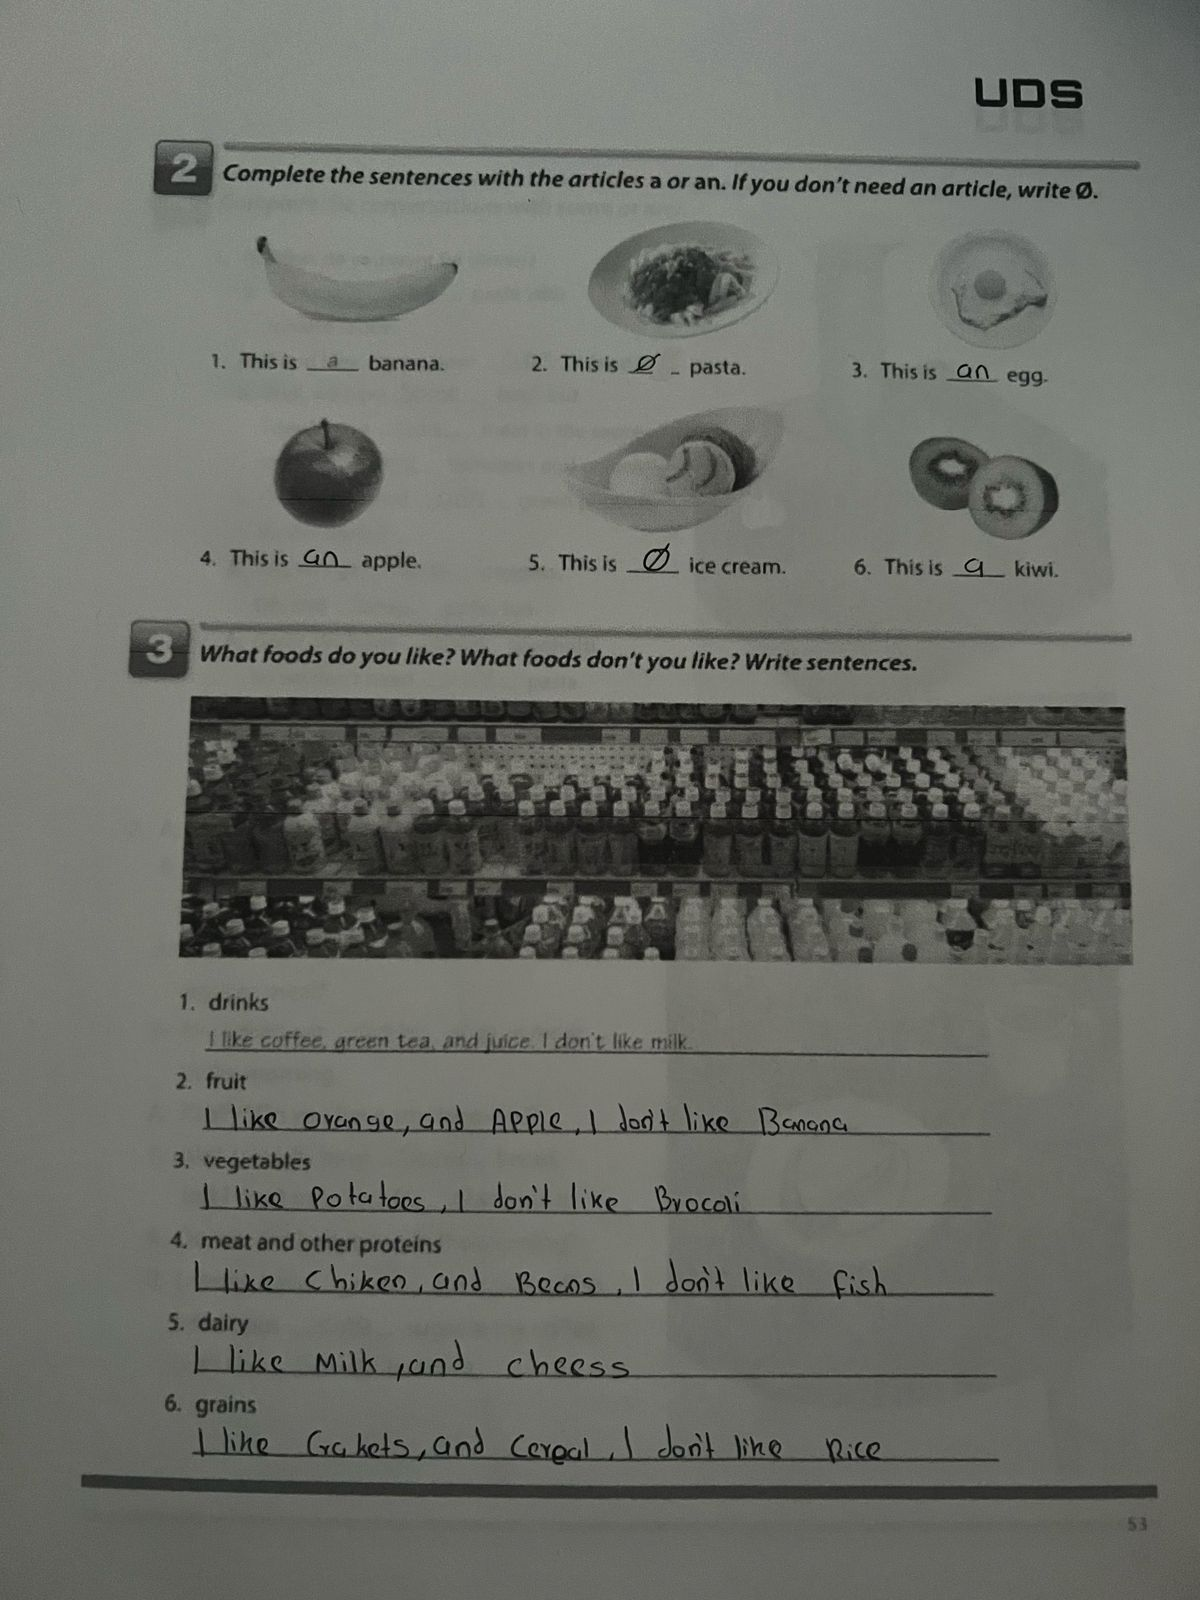 UDS
2 Complete the sentences with the articles a or an. If you don't need an article, write Ø.
1. This is a banana. 2. This is Ø pasta. 3. This is an egg.
4. This is an apple. 5. This is Ø ice cream. 6. This is a kiwi.
3 What foods do you like? What foods don't you like? Write sentences.
1. drinks
I like coffee, green tea, and juice. I don't like milk.
2. fruit
I like orange, and APPle, I don't like Banana
3. vegetables
I like Potatoes, I don't like Brocoli
4. meat and other proteins
I like Chiken, and Beans, I don't like fish
5. dairy
I like Milk, and cheess
6. grains
I like Crakets, and Cereal, I don't like Rice
53